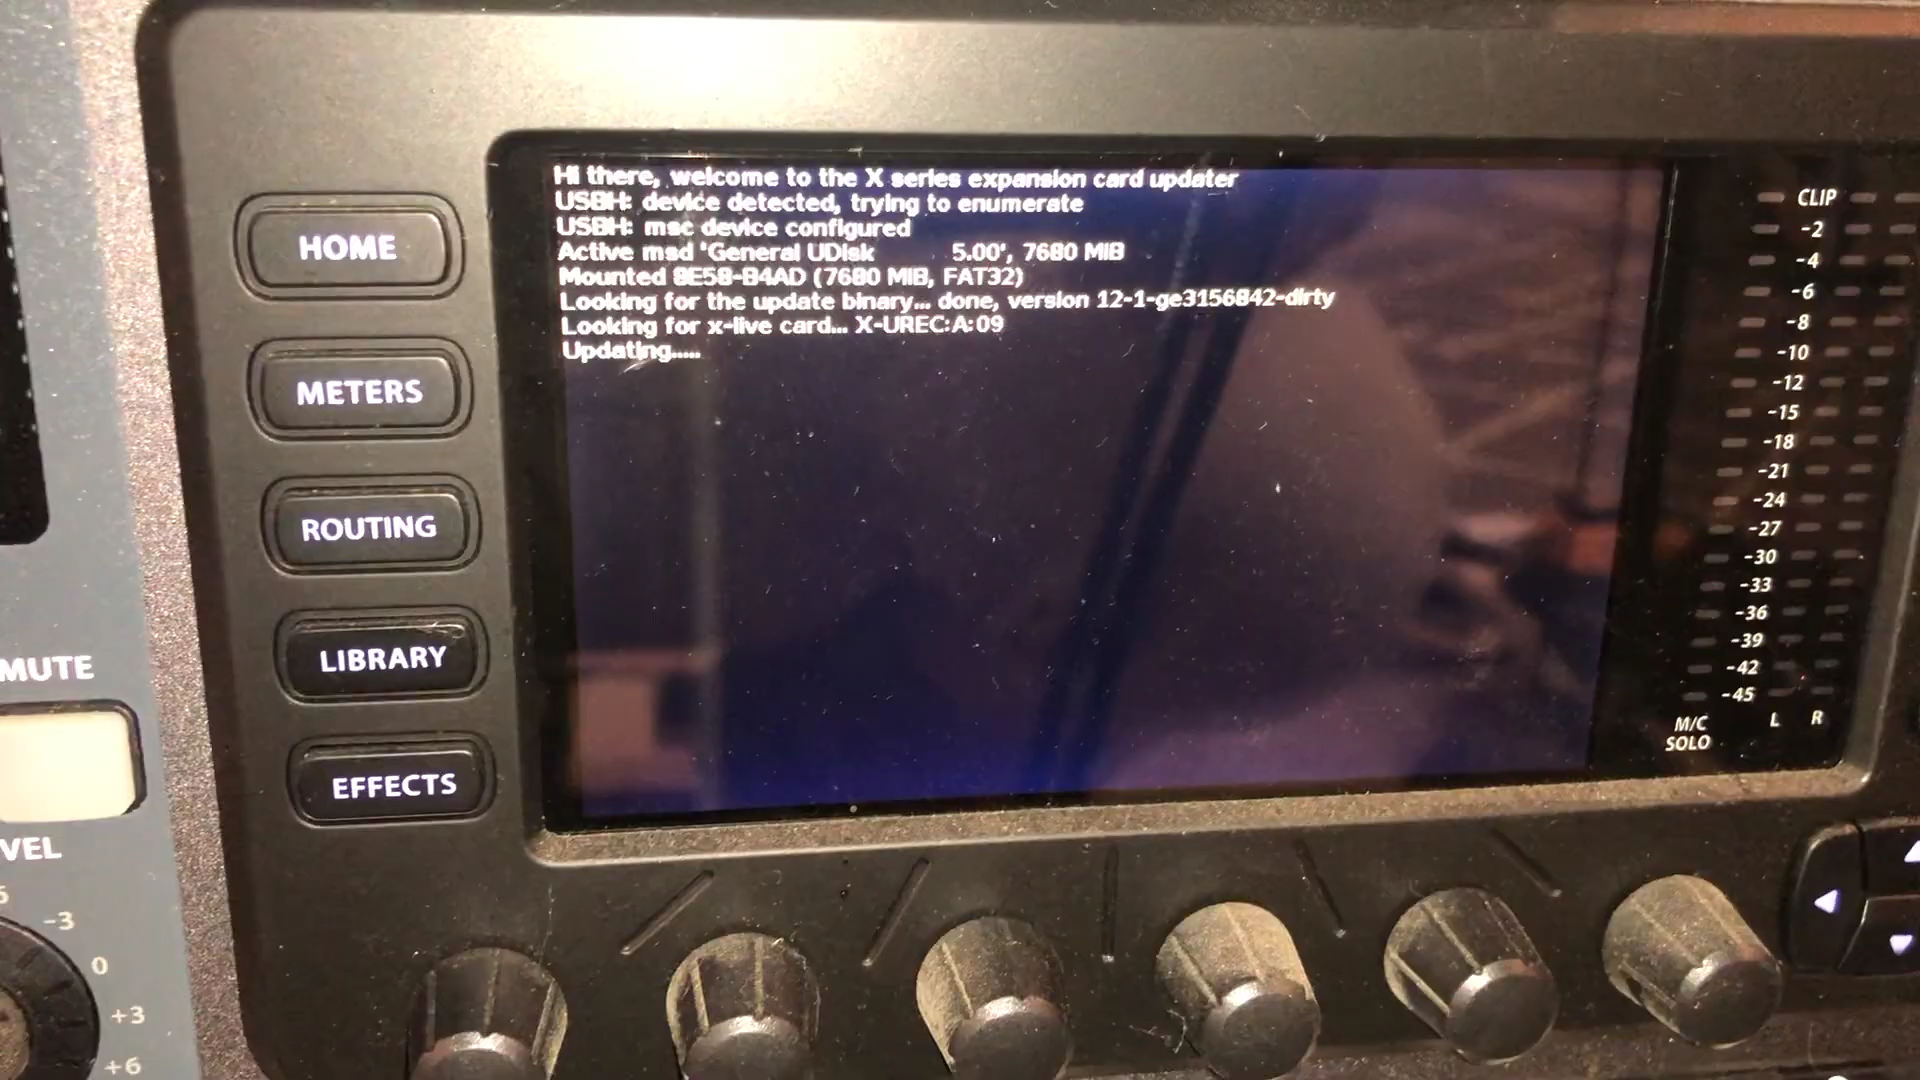 Hi there, welcome to the X series expansion card updater
USBH: device detected, trying to enumerate
USBH: msc device configured
Active msd 'General UDisk 5.00', 7680 MiB
Mounted 8E58-B4AD (7680 MiB, FAT32)
Looking for the update binary... done, version 12-1-ge3156842-dirty
Looking for x-live card... X-UREC:A:09
Updating.....
HOME
METERS
ROUTING
LIBRARY
EFFECTS
MUTE
VEL
-3
0
+3
+6
CLIP
-2
-4
-6
-8
-10
-12
-15
-18
-21
-24
-27
-30
-33
-36
-39
-42
-45
M/C
SOLO
L R